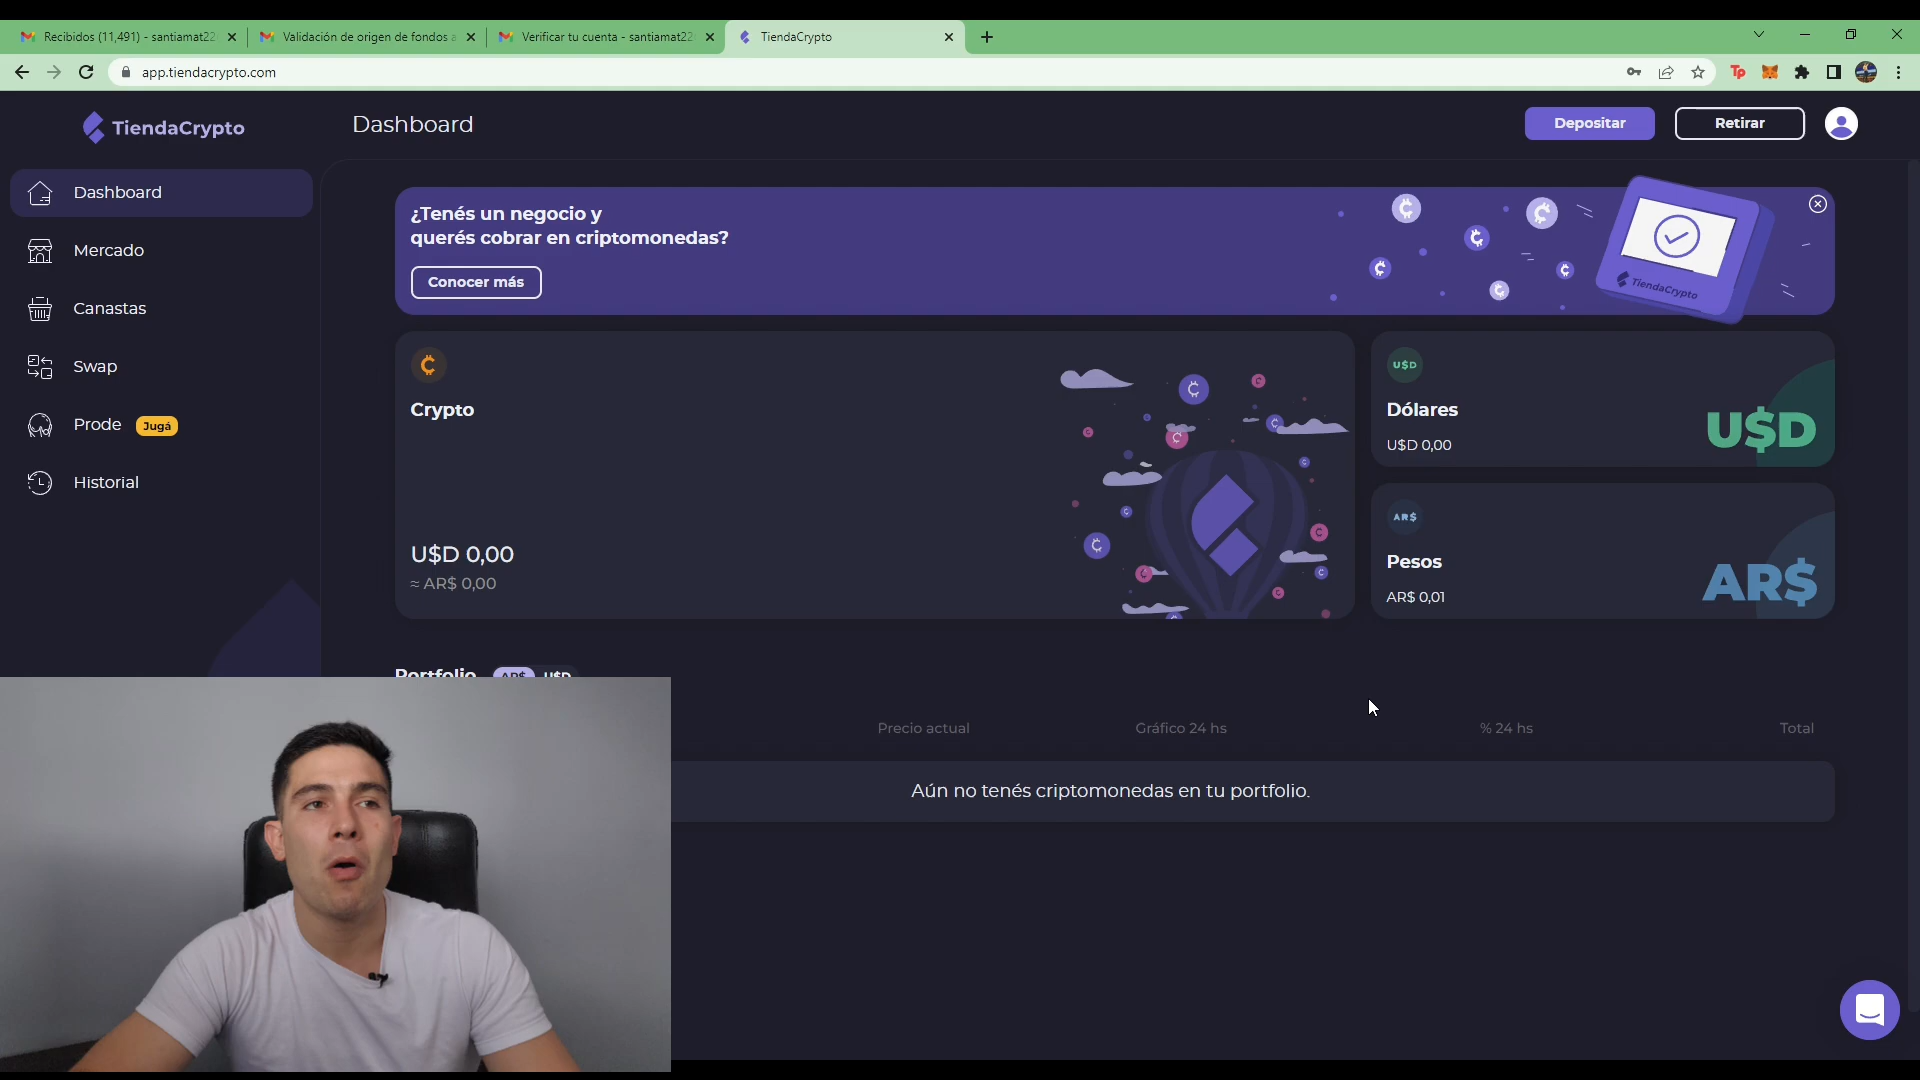 Recibidos (11,491) - santiamat22
Validación de origen de fondos a
Verificar tu cuenta - santiamat22
TiendaCrypto
app.tiendacrypto.com
Tp
TiendaCrypto
Dashboard
Depositar
Retirar
Dashboard
Mercado
Canastas
Swap
Prode
Jugá
Historial
¿Tenés un negocio y
querés cobrar en criptomonedas?
Conocer más
TiendaCrypto
Crypto
U$D 0,00
≈ AR$ 0,00
U$D
Dólares
U$D 0,00
U$D
AR$
Pesos
AR$ 0,01
AR$
Portfolio
AR$
U$D
Precio actual
Gráfico 24 hs
% 24 hs
Total
Aún no tenés criptomonedas en tu portfolio.